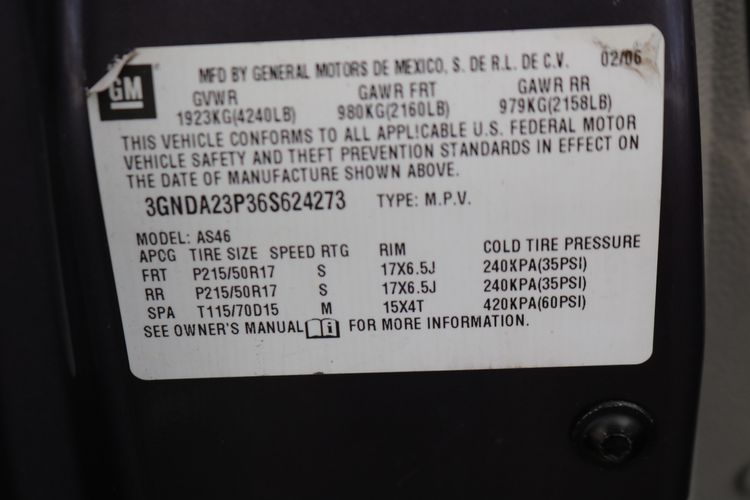 GM
MFD BY GENERAL MOTORS DE MEXICO, S. DE R.L. DE C.V. 02/06
GVWR GAWR FRT GAWR RR
1923KG(4240LB) 980KG(2160LB) 979KG(2158LB)
THIS VEHICLE CONFORMS TO ALL APPLICABLE U.S. FEDERAL MOTOR
VEHICLE SAFETY AND THEFT PREVENTION STANDARDS IN EFFECT ON
THE DATE OF MANUFACTURE SHOWN ABOVE.
3GNDA23P36S624273 TYPE: M.P.V.
MODEL: AS46
APCG TIRE SIZE SPEED RTG RIM COLD TIRE PRESSURE
FRT P215/50R17 S 17X6.5J 240KPA(35PSI)
RR P215/50R17 S 17X6.5J 240KPA(35PSI)
SPA T115/70D15 M 15X4T 420KPA(60PSI)
SEE OWNER'S MANUAL i FOR MORE INFORMATION.